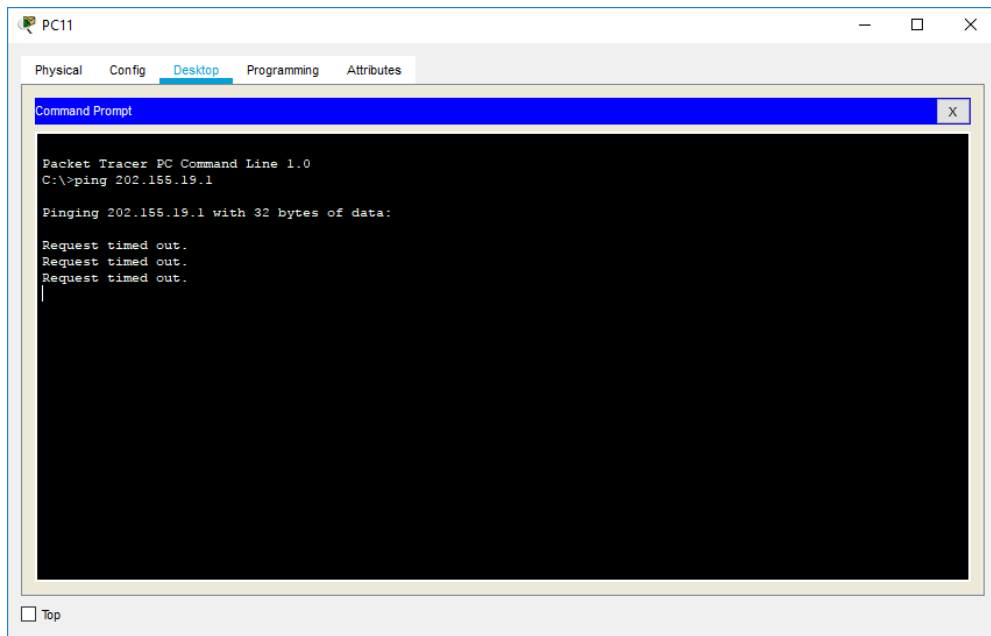 PC11
Physical Config Desktop Programming Attributes
Command Prompt
X
Packet Tracer PC Command Line 1.0
C:\>ping 202.155.19.1
Pinging 202.155.19.1 with 32 bytes of data:
Request timed out.
Request timed out.
Request timed out.
Top